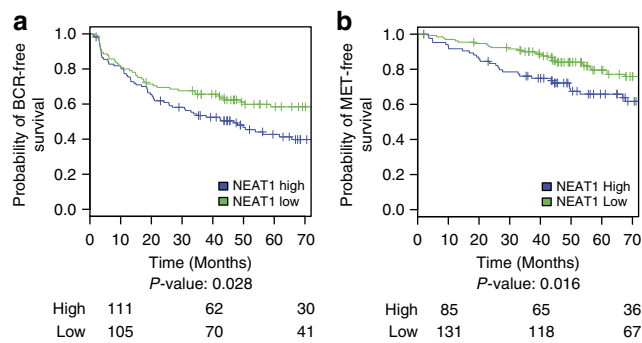 a
Probability of BCR-free
survival
1.0
0.8
0.6
0.4
0.2
0.0
NEAT1 high
NEAT1 low
0 10 20 30 40 50 60 70
Time (Months)
P-value: 0.028
High 111 62 30
Low 105 70 41
b
Probability of MET-free
survival
1.0
0.8
0.6
0.4
0.2
0.0
NEAT1 High
NEAT1 Low
0 10 20 30 40 50 60 70
Time (Months)
P-value: 0.016
High 85 65 36
Low 131 118 67